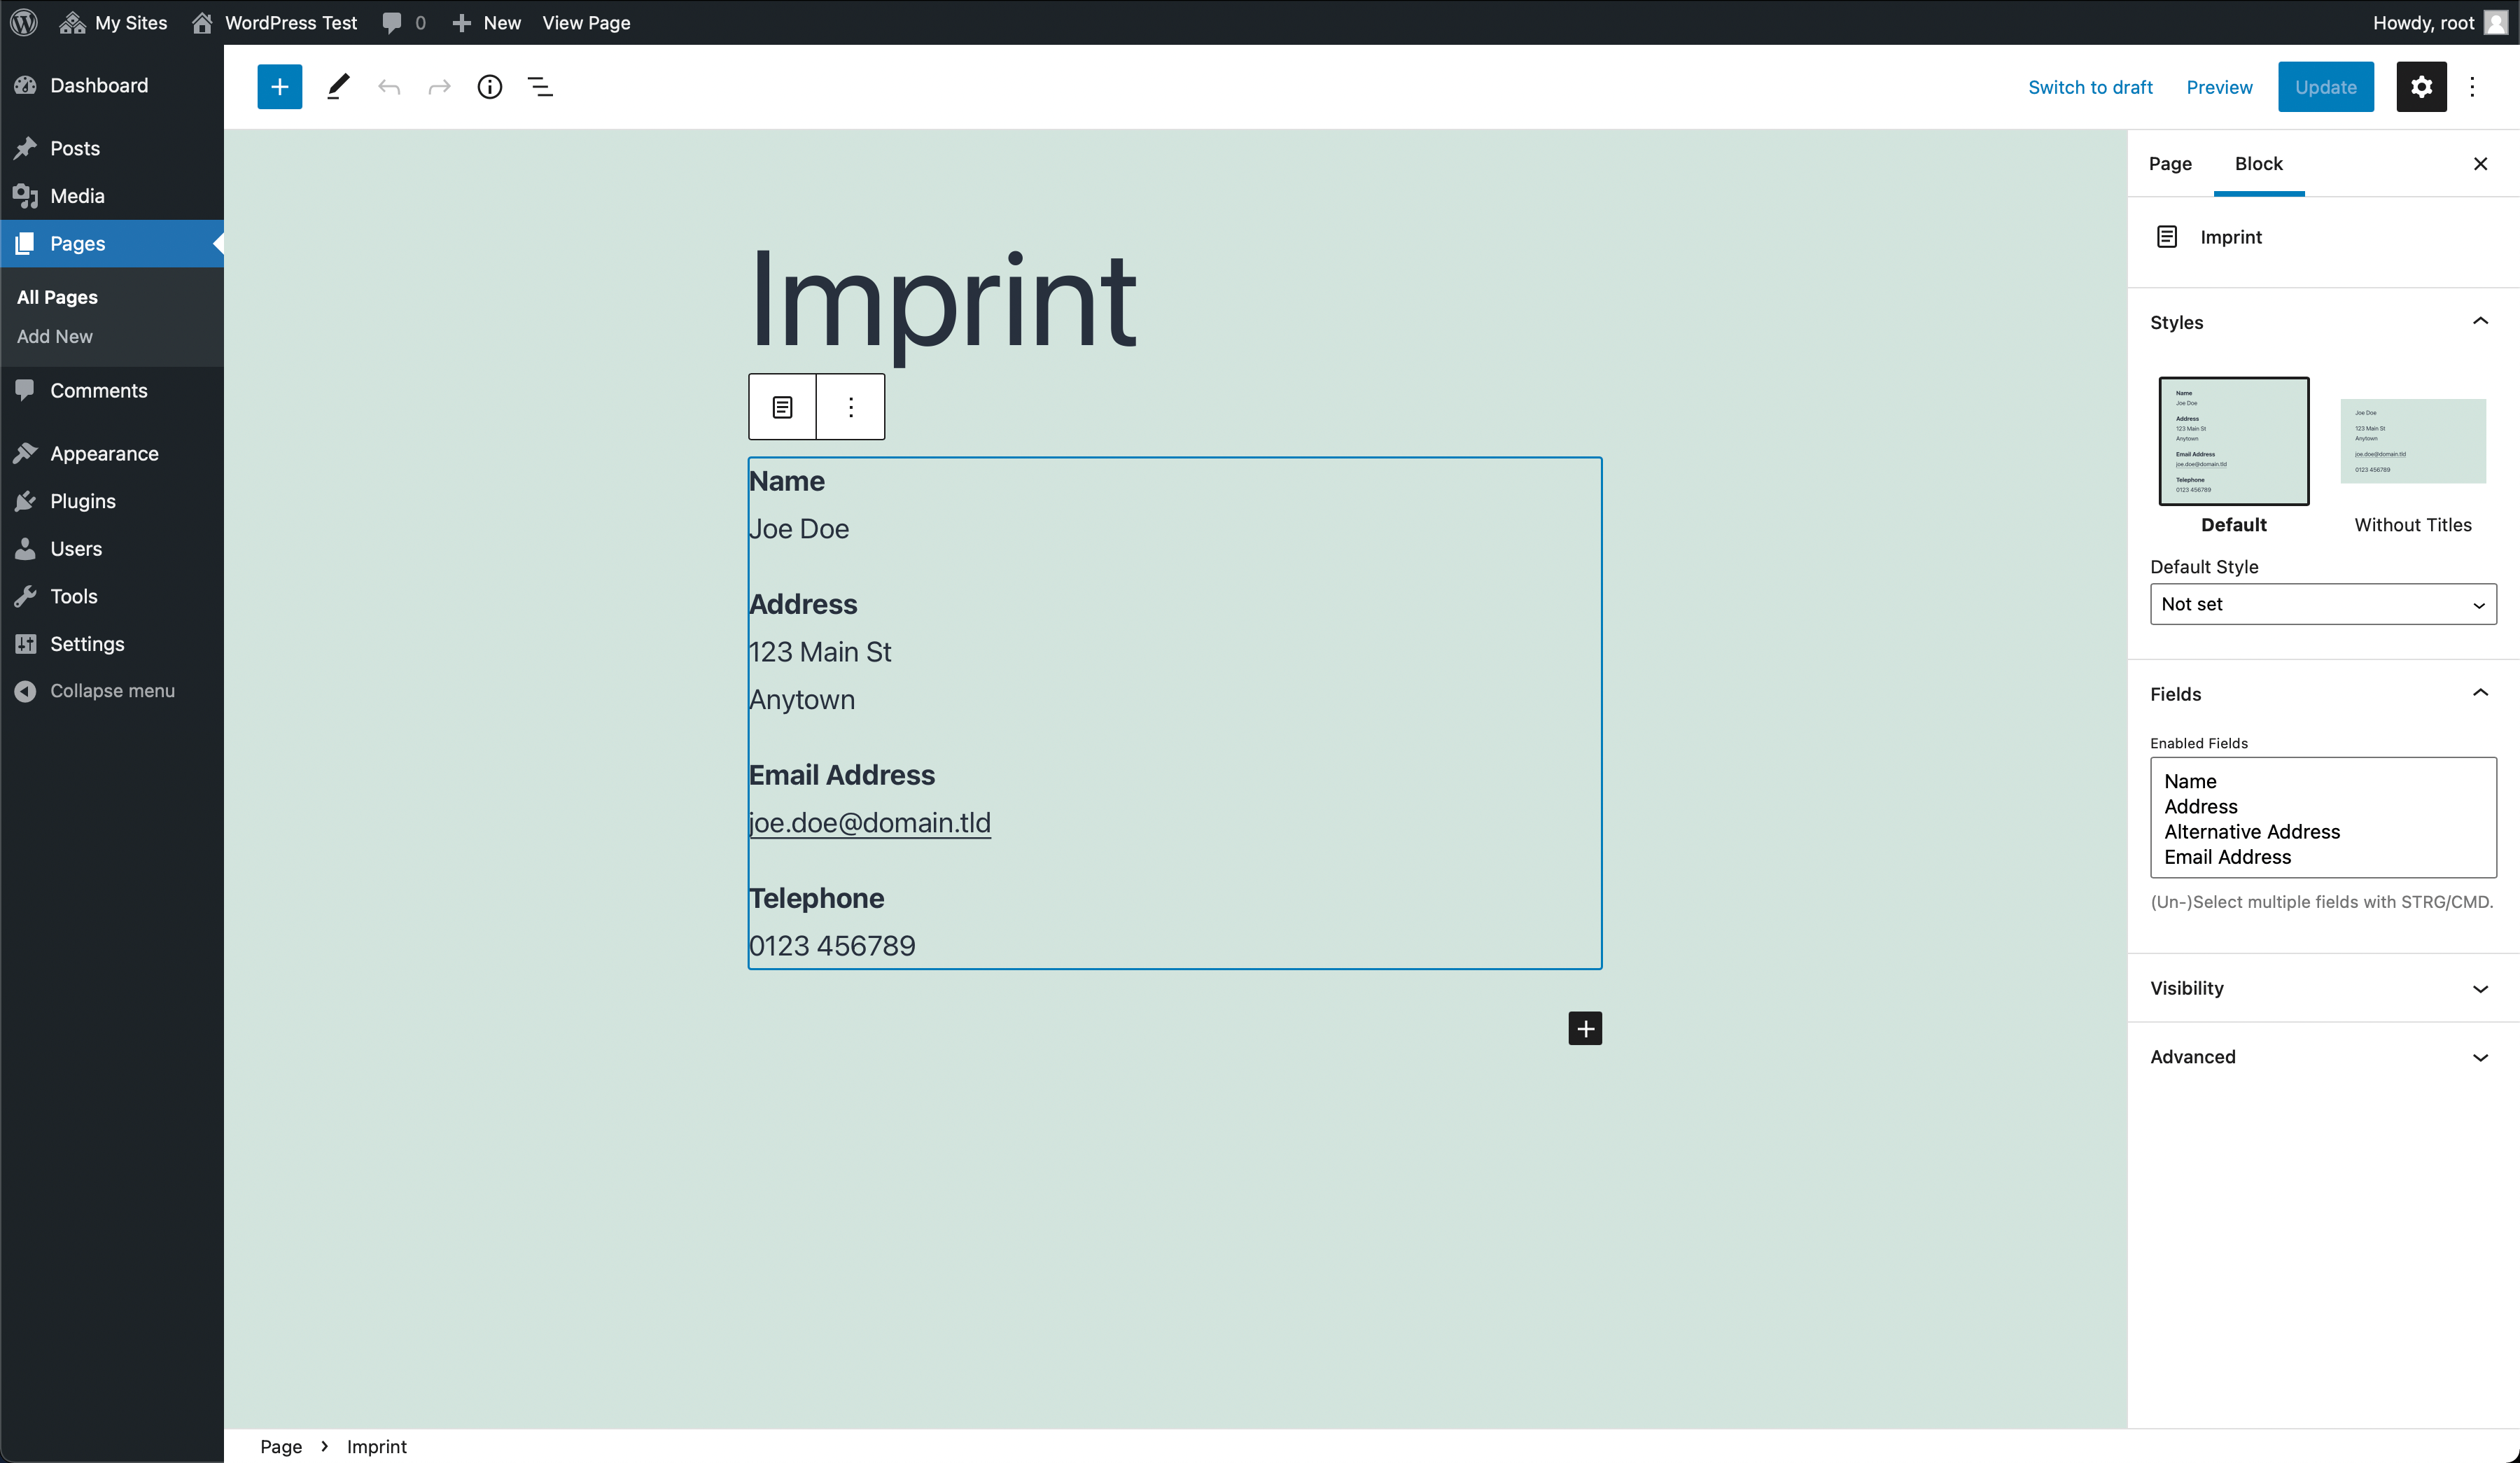 My Sites
WordPress Test
0
New
View Page
Howdy, root
Dashboard
Posts
Media
Pages
All Pages
Add New
Comments
Appearance
Plugins
Users
Tools
Settings
Collapse menu
Switch to draft
Preview
Update
Imprint
Name
Joe Doe
Address
123 Main St
Anytown
Email Address
joe.doe@domain.tld
Telephone
0123 456789
Page
Block
Imprint
Styles
Name
Joe Doe
Address
123 Main St
Anytown
Email Address
joe.doe@domain.tld
Telephone
0123 456789
Default
Joe Doe
123 Main St
Anytown
joe.doe@domain.tld
0123 456789
Without Titles
Default Style
Not set
Fields
Enabled Fields
Name
Address
Alternative Address
Email Address
(Un-)Select multiple fields with STRG/CMD.
Visibility
Advanced
Page › Imprint